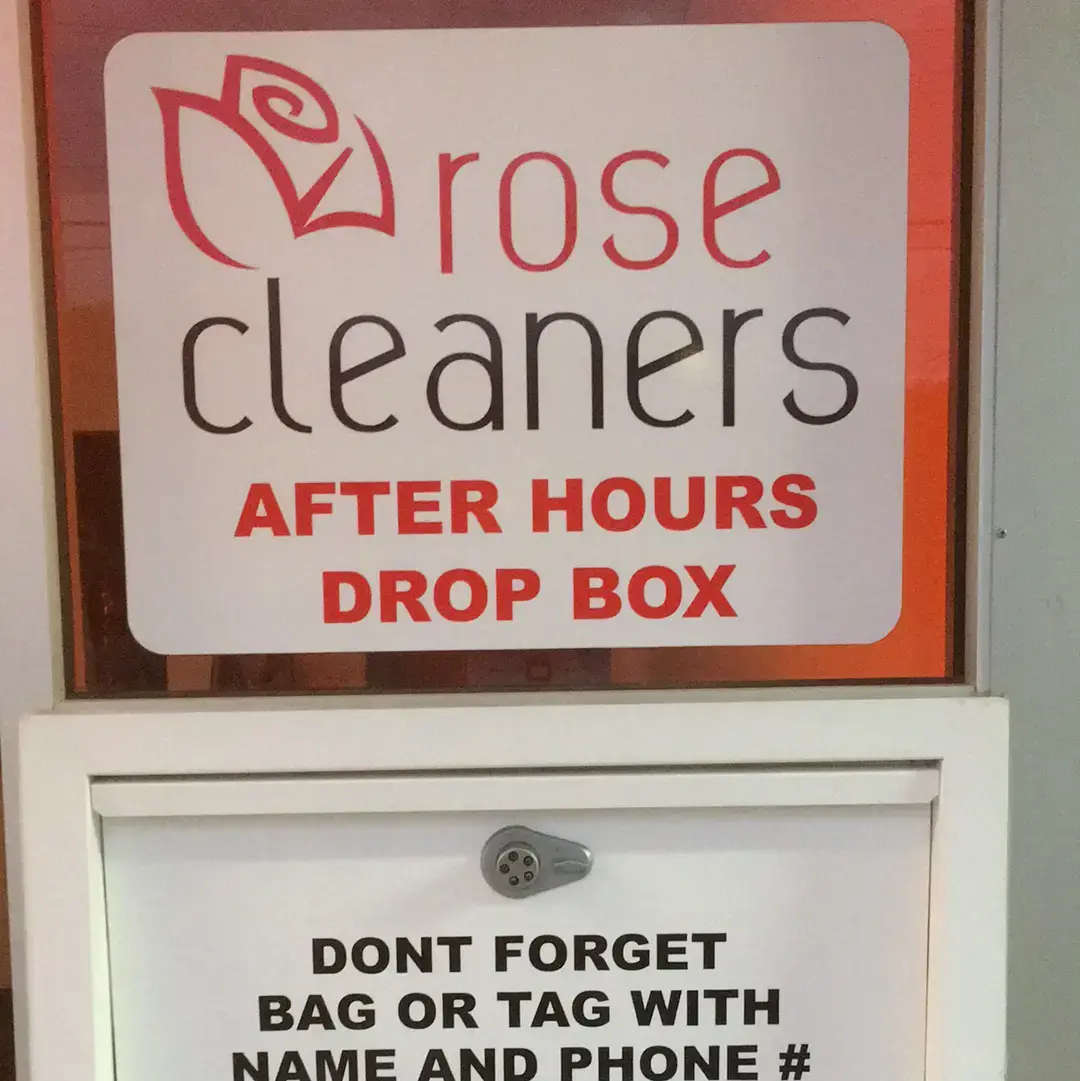 rose
cleaners
AFTER HOURS
DROP BOX
DONT FORGET
BAG OR TAG WITH
NAME AND PHONE #